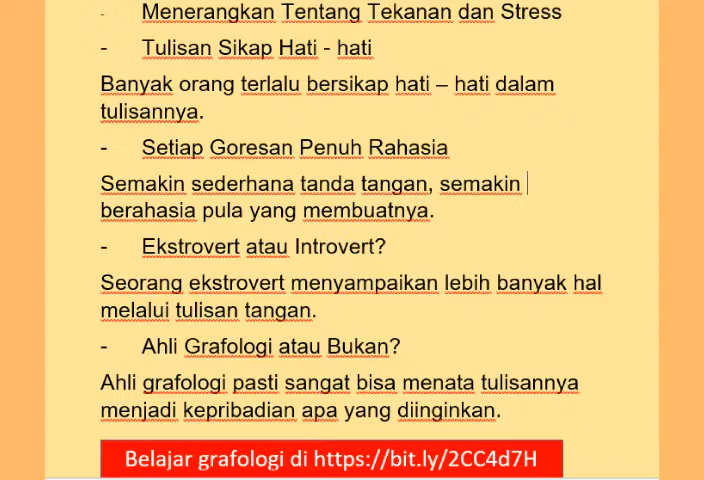 - Menerangkan Tentang Tekanan dan Stress
- Tulisan Sikap Hati - hati
Banyak orang terlalu bersikap hati – hati dalam
tulisannya.
- Setiap Goresan Penuh Rahasia
Semakin sederhana tanda tangan, semakin
berahasia pula yang membuatnya.
- Ekstrovert atau Introvert?
Seorang ekstrovert menyampaikan lebih banyak hal
melalui tulisan tangan.
- Ahli Grafologi atau Bukan?
Ahli grafologi pasti sangat bisa menata tulisannya
menjadi kepribadian apa yang diinginkan.
Belajar grafologi di https://bit.ly/2CC4d7H